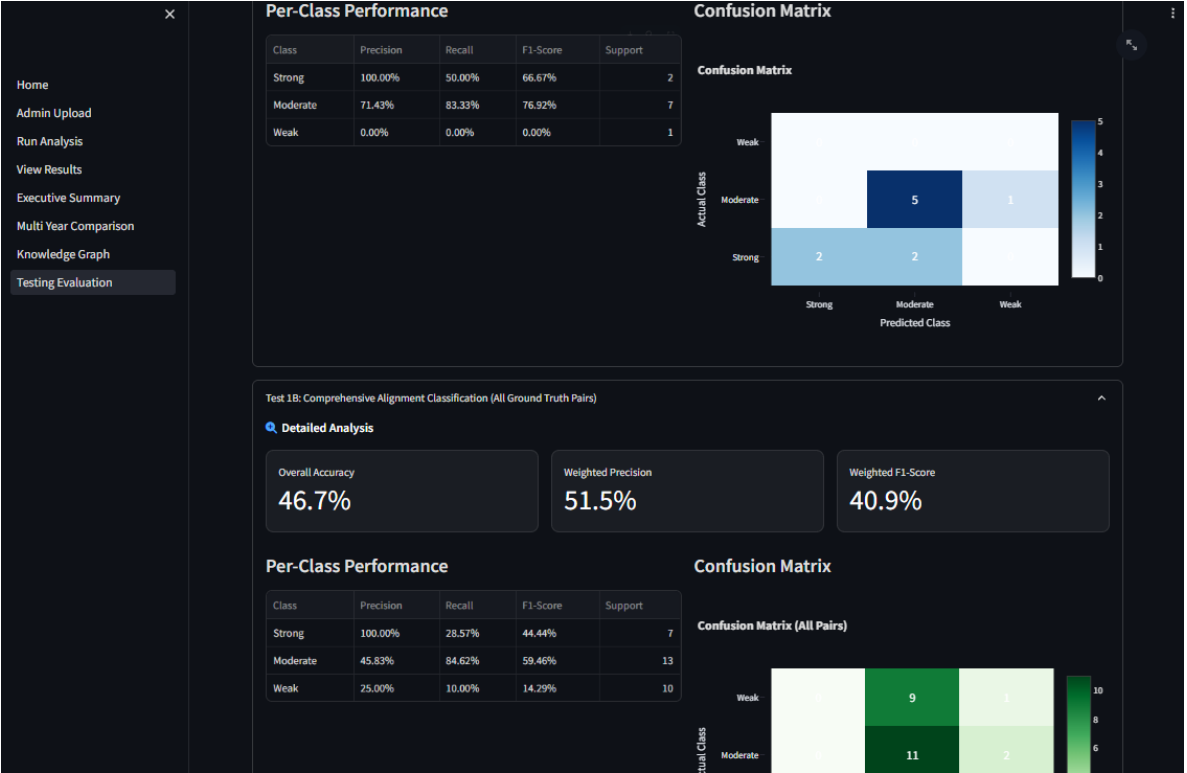 Home
Admin Upload
Run Analysis
View Results
Executive Summary
Multi Year Comparison
Knowledge Graph
Testing Evaluation
Per-Class Performance
Class Precision Recall F1-Score Support
Strong 100.00% 50.00% 66.67% 2
Moderate 71.43% 83.33% 76.92% 7
Weak 0.00% 0.00% 0.00% 1
Confusion Matrix
Confusion Matrix
Actual Class
Weak
Moderate 5 1
Strong 2 2
Strong Moderate Weak
Predicted Class
5
4
3
2
1
0
Test 1B: Comprehensive Alignment Classification (All Ground Truth Pairs)
Detailed Analysis
Overall Accuracy
46.7%
Weighted Precision
51.5%
Weighted F1-Score
40.9%
Per-Class Performance
Class Precision Recall F1-Score Support
Strong 100.00% 28.57% 44.44% 7
Moderate 45.83% 84.62% 59.46% 13
Weak 25.00% 10.00% 14.29% 10
Confusion Matrix
Confusion Matrix (All Pairs)
Weak 9 1
Moderate 11 2
10
8
6